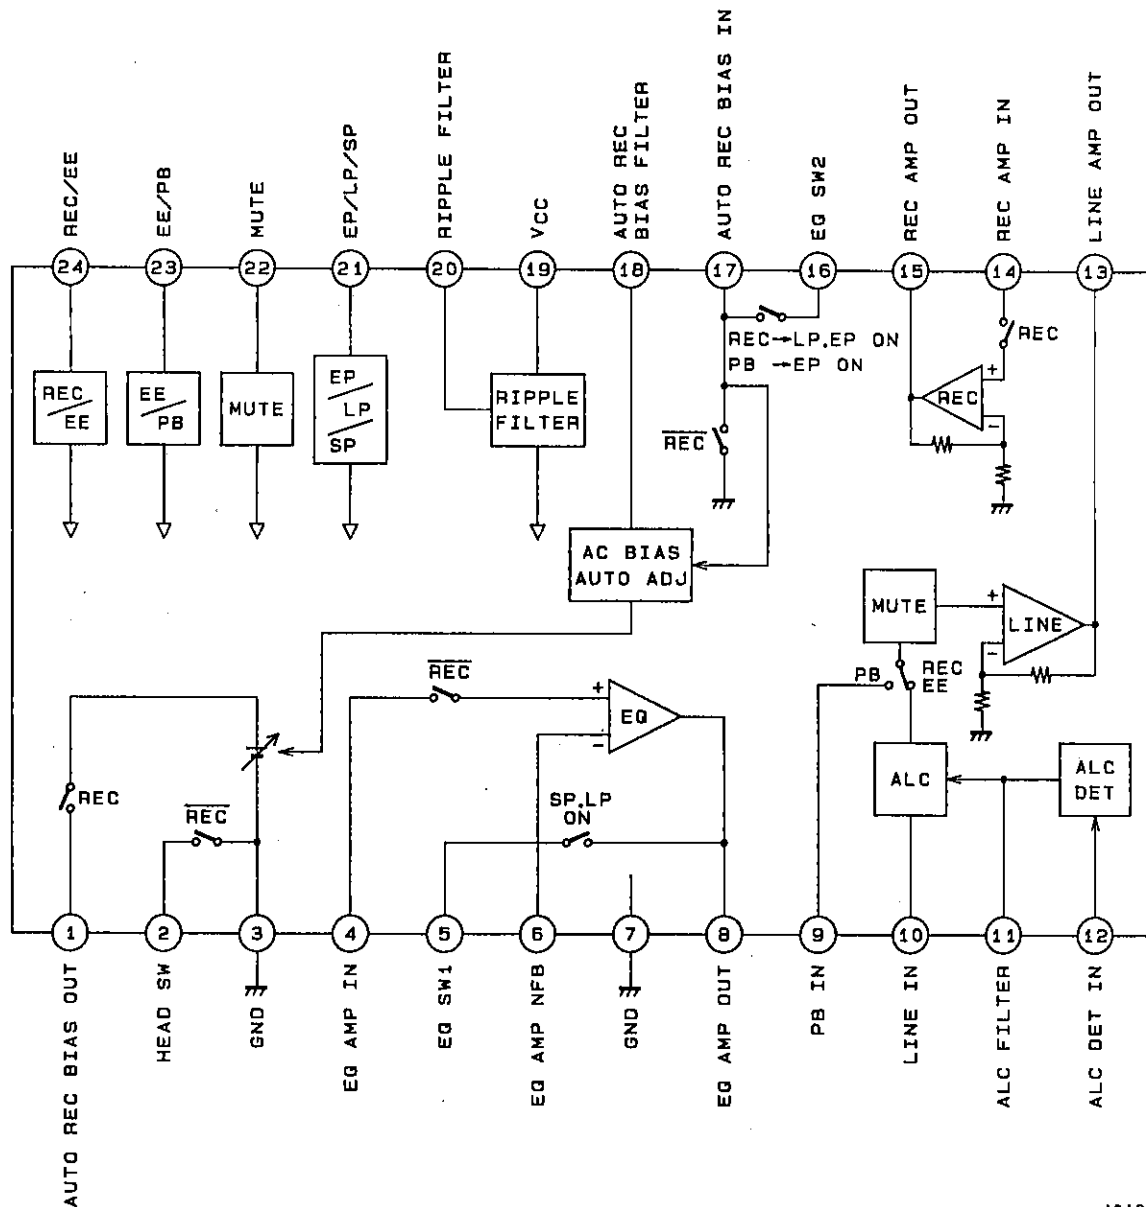 REC/EE
EE/PB
MUTE
EP/LP/SP
RIPPLE FILTER
VCC
AUTO REC
BIAS FILTER
AUTO REC BIAS IN
EQ SW2
REC AMP OUT
REC AMP IN
LINE AMP OUT
24
23
22
21
20
19
18
17
16
15
14
13
REC
EE
EE
PB
MUTE
EP
LP
SP
RIPPLE
FILTER
REC→LP.EP ON
PB →EP ON
REC
REC
+
REC
−
AC BIAS
AUTO ADJ
MUTE
+
LINE
−
PB
REC
EE
REC
+
EQ
−
REC
REC
SP.LP
ON
ALC
ALC
DET
1
2
3
4
5
6
7
8
9
10
11
12
AUTO REC BIAS OUT
HEAD SW
GND
EQ AMP IN
EQ SW1
EQ AMP NFB
GND
EQ AMP OUT
PB IN
LINE IN
ALC FILTER
ALC DET IN